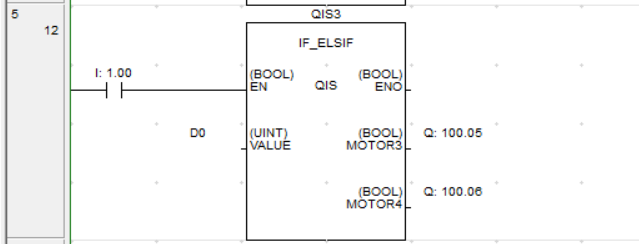 5
QIS3
12
IF_ELSIF
I: 1.00
(BOOL) (BOOL)
EN QIS ENO
D0 (UINT) (BOOL) Q: 100.05
VALUE MOTOR3
(BOOL) Q: 100.06
MOTOR4